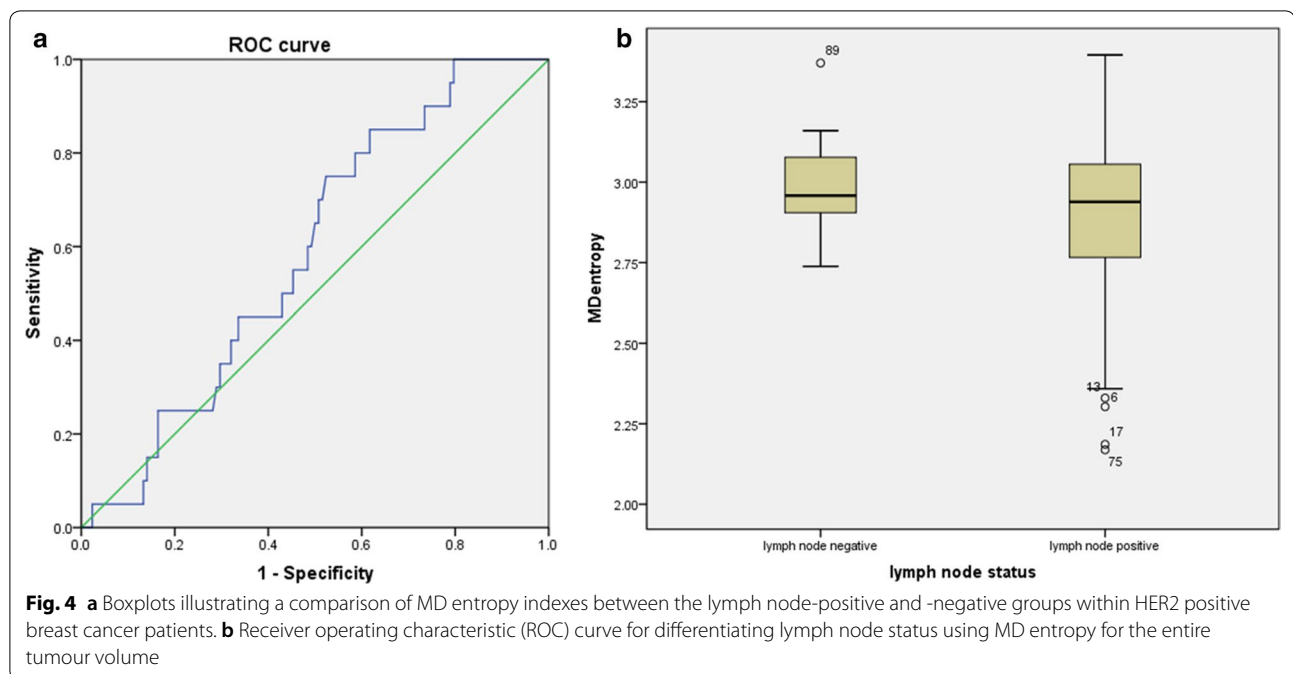 a
ROC curve
1.0
0.8
0.6
0.4
0.2
0.0
Sensitivity
0.0 0.2 0.4 0.6 0.8 1.0
1 - Specificity
b
89
3.25
3.00
2.75
2.50
2.25
2.00
MDentropy
13
6
17
75
lymph node negative lymph node positive
lymph node status
Fig. 4 a Boxplots illustrating a comparison of MD entropy indexes between the lymph node-positive and -negative groups within HER2 positive
breast cancer patients. b Receiver operating characteristic (ROC) curve for differentiating lymph node status using MD entropy for the entire
tumour volume